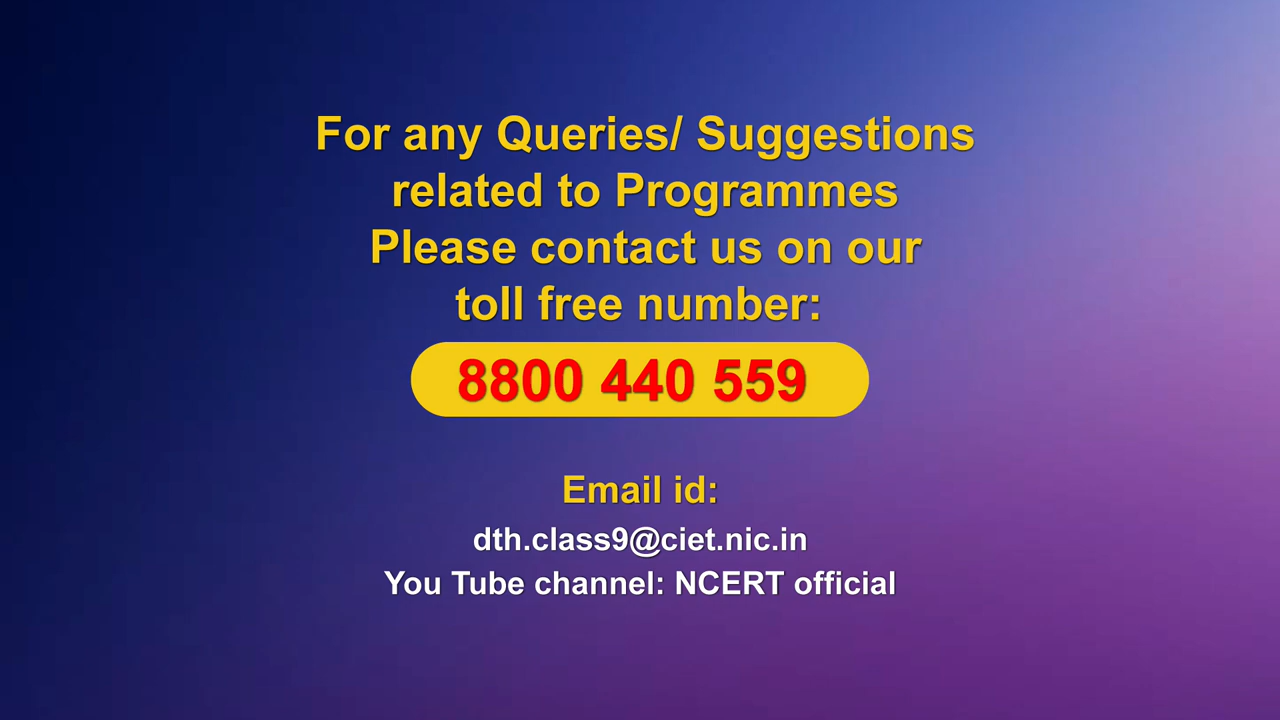 For any Queries/ Suggestions
related to Programmes
Please contact us on our
toll free number:
8800 440 559
Email id:
dth.class9@ciet.nic.in
You Tube channel: NCERT official